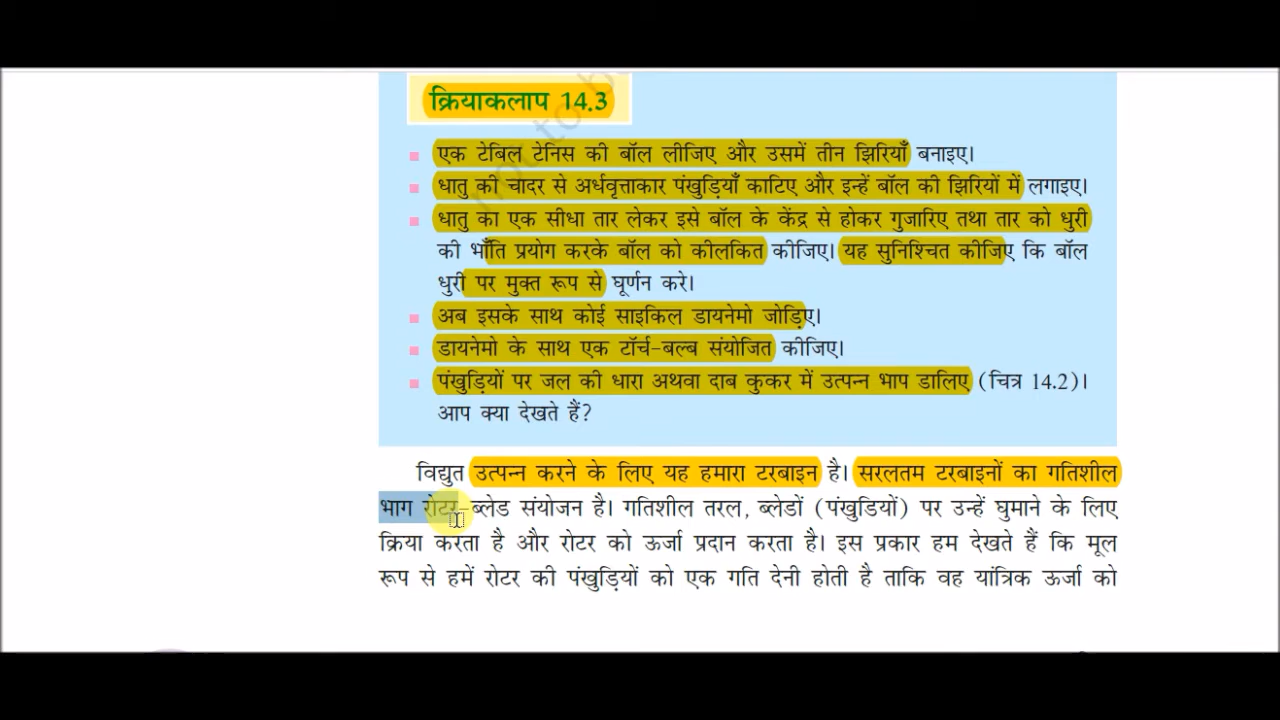 क्रियाकलाप 14.3
एक टेबिल टेनिस की बॉल लीजिए और उसमें तीन झिरियाँ बनाइए।
धातु की चादर से अर्धवृत्ताकार पंखुड़ियाँ काटिए और इन्हें बॉल की झिरियों में लगाइए।
धातु का एक सीधा तार लेकर इसे बॉल के केंद्र से होकर गुजारिए तथा तार को धुरी
की भाँति प्रयोग करके बॉल को कीलकित कीजिए। यह सुनिश्चित कीजिए कि बॉल
धुरी पर मुक्त रूप से घूर्णन करे।
अब इसके साथ कोई साइकिल डायनेमो जोड़िए।
डायनेमो के साथ एक टॉर्च-बल्ब संयोजित कीजिए।
पंखुड़ियों पर जल की धारा अथवा दाब कुकर में उत्पन्न भाप डालिए (चित्र 14.2)।
आप क्या देखते हैं?
विद्युत उत्पन्न करने के लिए यह हमारा टरबाइन है। सरलतम टरबाइनों का गतिशील
भाग रोटर-ब्लेड संयोजन है। गतिशील तरल, ब्लेडों (पंखुडियों) पर उन्हें घुमाने के लिए
क्रिया करता है और रोटर को ऊर्जा प्रदान करता है। इस प्रकार हम देखते हैं कि मूल
रूप से हमें रोटर की पंखुड़ियों को एक गति देनी होती है ताकि वह यांत्रिक ऊर्जा को